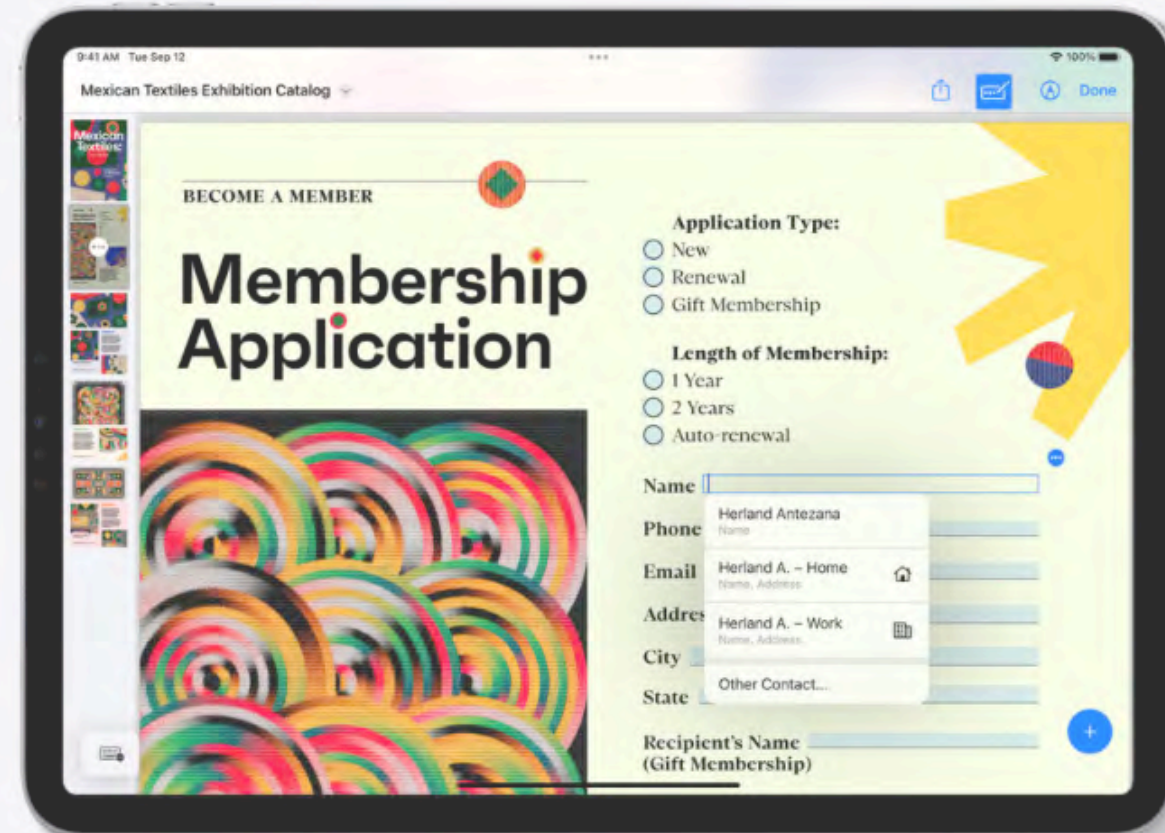 9:41 AM Tue Sep 12
100%
Mexican Textiles Exhibition Catalog
Done
Mexican
Textiles:
BECOME A MEMBER
Membership
Application
Application Type:
New
Renewal
Gift Membership
Length of Membership:
1 Year
2 Years
Auto-renewal
Name
Herland Antezana
Name
Phone
Email
Herland A. – Home
Name, Address
Addres
Herland A. – Work
Name, Address
City
Other Contact...
State
Recipient's Name
(Gift Membership)